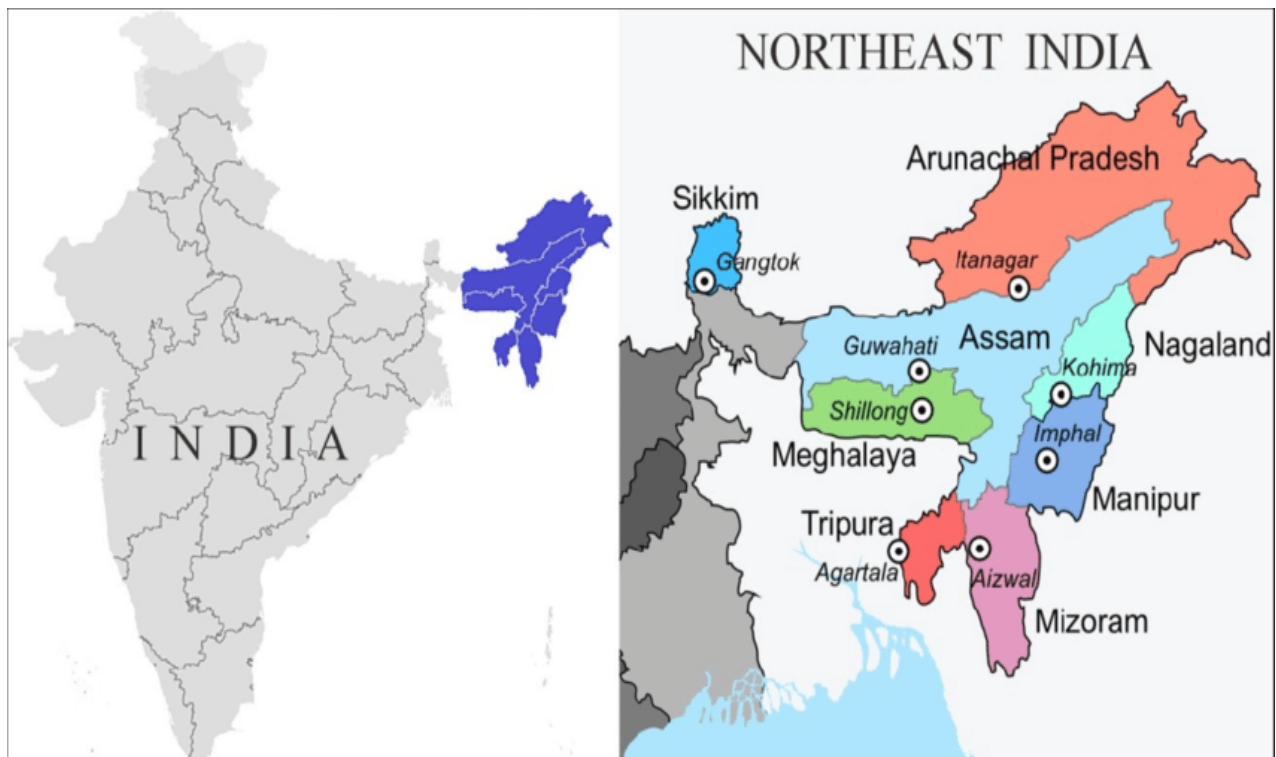 INDIA
NORTHEAST INDIA
Arunachal Pradesh
Sikkim
Gangtok
Itanagar
Guwahati
Assam
Nagaland
Kohima
Shillong
Imphal
Meghalaya
Manipur
Tripura
Agartala
Aizwal
Mizoram